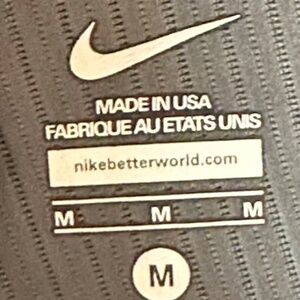 MADE IN USA
FABRIQUE AU ETATS UNIS
nikebetterworld.com
M M M
M